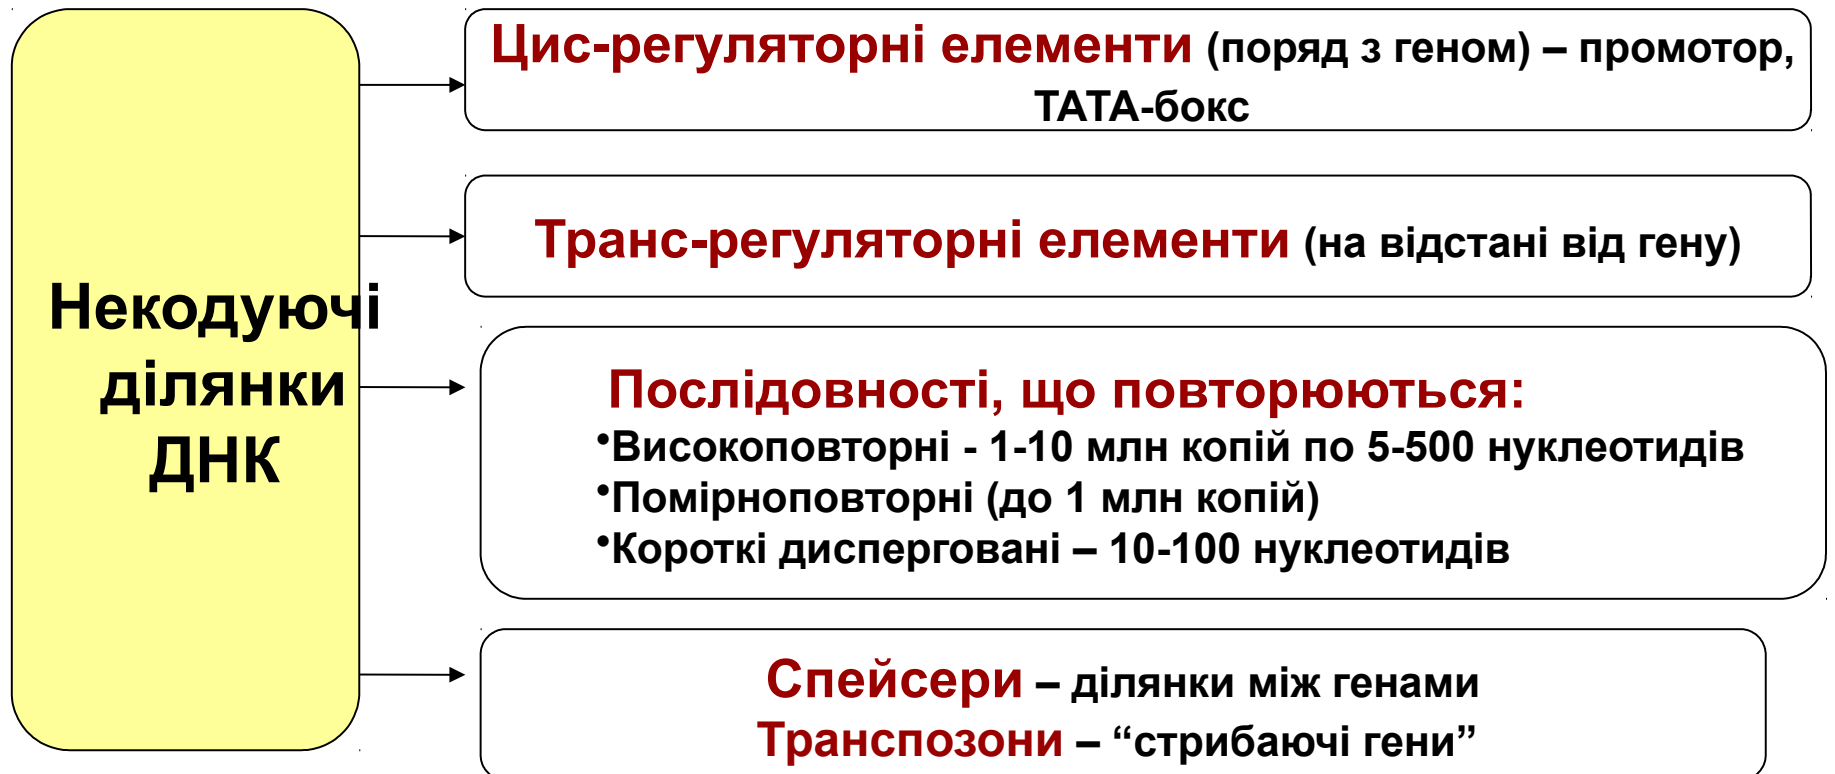 Некодуючі
ділянки
ДНК
Цис-регуляторні елементи (поряд з геном) – промотор,
ТАТА-бокс
Транс-регуляторні елементи (на відстані від гену)
Послідовності, що повторюються:
•Високоповторні - 1-10 млн копій по 5-500 нуклеотидів
•Помірноповторні (до 1 млн копій)
•Короткі дисперговані – 10-100 нуклеотидів
Спейсери – ділянки між генами
Транспозони – “стрибаючі гени”